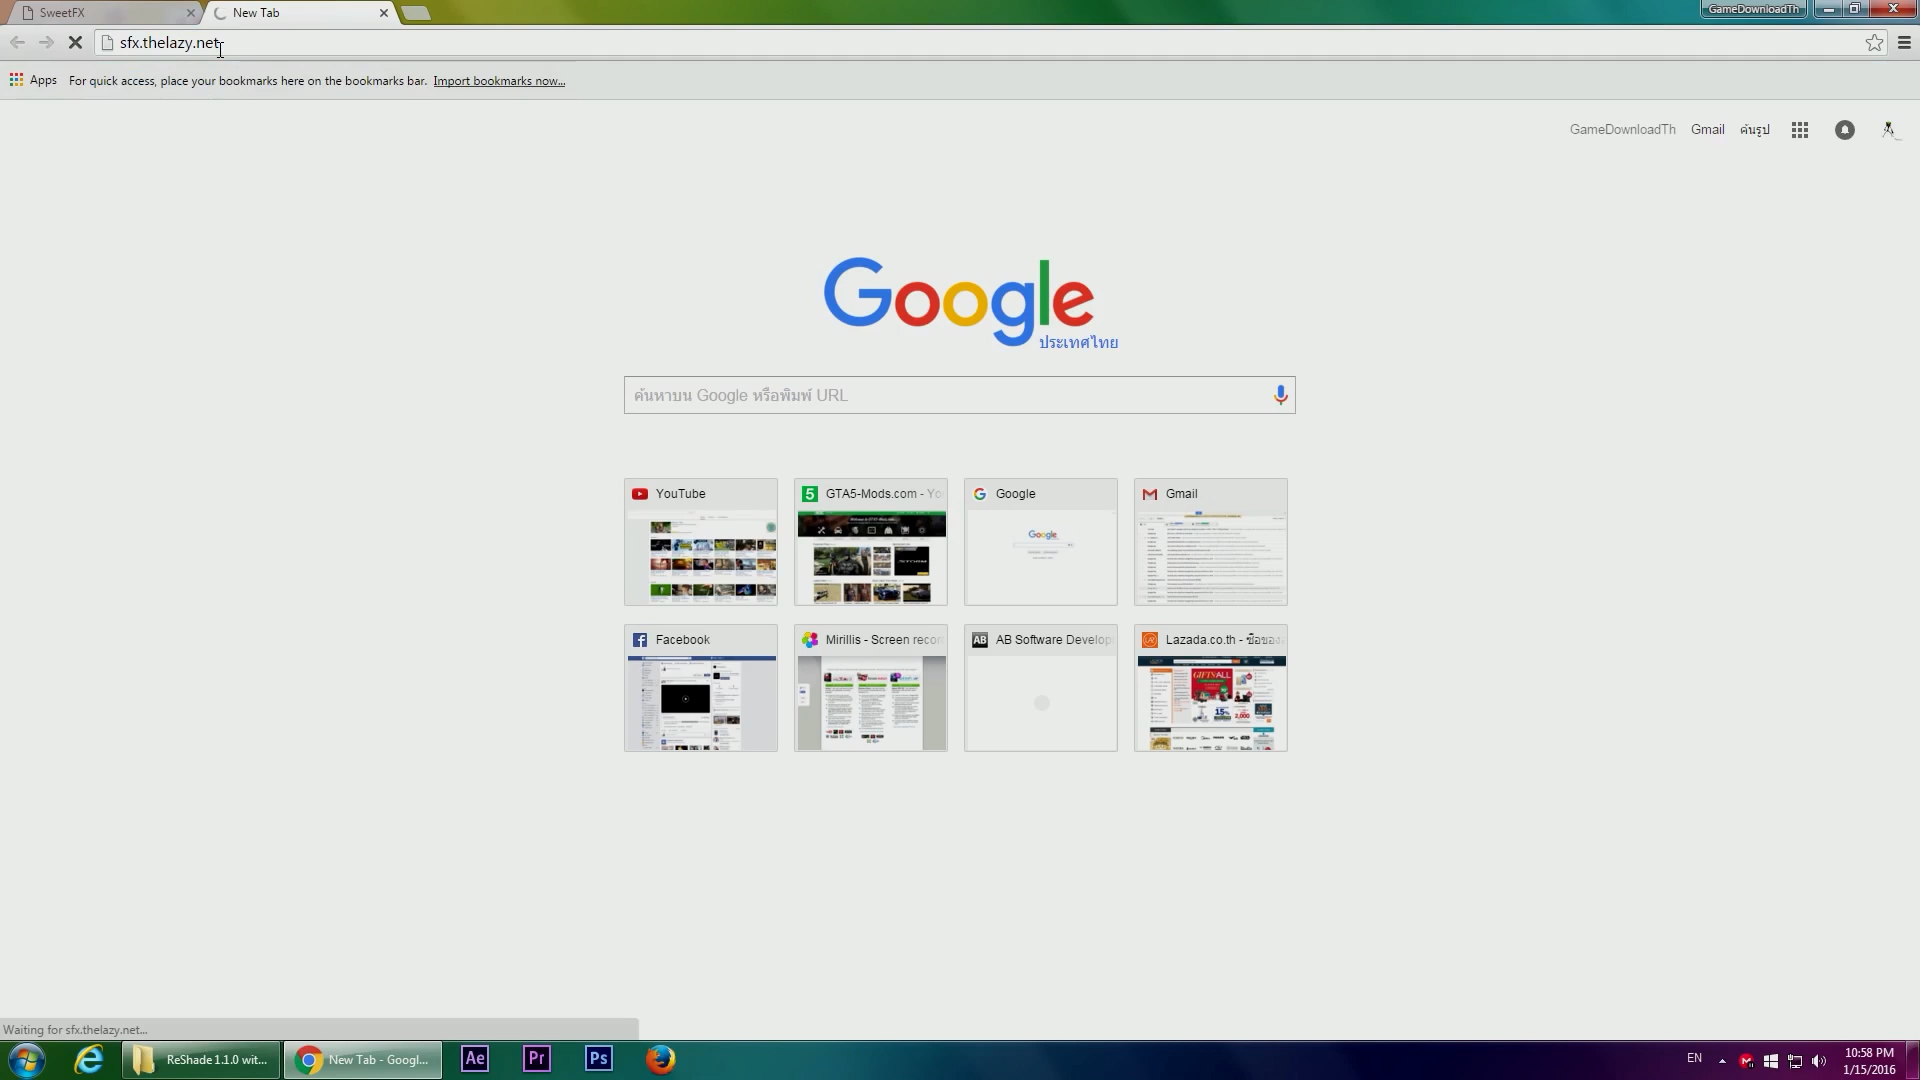 SweetFX
New Tab
GameDownloadTh
sfx.thelazy.net
Apps
For quick access, place your bookmarks here on the bookmarks bar. Import bookmarks now...
GameDownloadTh Gmail ค้นรูป
Google
ประเทศไทย
ค้นหาบน Google หรือพิมพ์ URL
YouTube
GTA5-Mods.com - Yo
Google
Gmail
Facebook
Mirillis - Screen recor
AB Software Develop
Lazada.co.th - ซื้อของ
Waiting for sfx.thelazy.net...
ReShade 1.1.0 wit...
New Tab - Googl...
Ae
Pr
Ps
EN
10:58 PM
1/15/2016